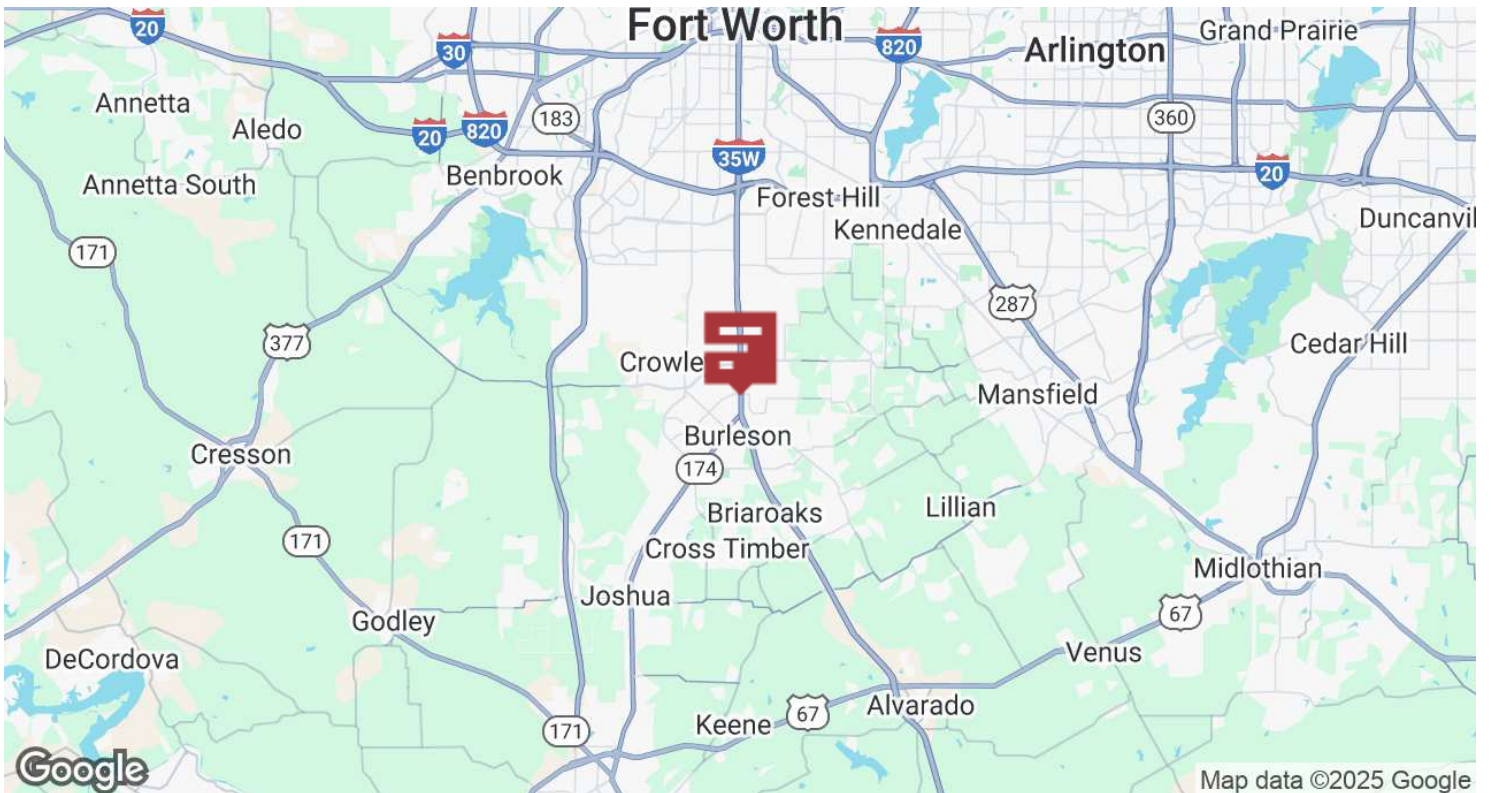 Fort Worth
20
30
820
Arlington
Grand Prairie
Annetta
Aledo
183
360
20
820
35W
20
Annetta South
Benbrook
Forest Hill
Kennedale
Duncanvil
171
287
377
Crowle
Cedar Hill
Mansfield
Cresson
Burleson
174
Briaroaks
Lillian
171
Cross Timber
Midlothian
Joshua
Godley
67
DeCordova
Venus
Alvarado
171
Keene
67
Google
Map data ©2025 Google